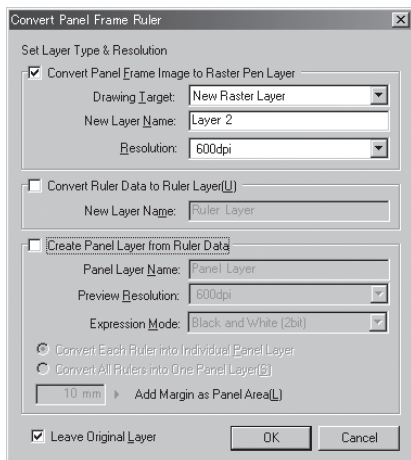 Convert Panel Frame Ruler
Set Layer Type & Resolution
Convert Panel Frame Image to Raster Pen Layer
Drawing Target: New Raster Layer
New Layer Name: Layer 2
Resolution: 600dpi
Convert Ruler Data to Ruler Layer(U)
New Layer Name: Ruler Layer
Create Panel Layer from Ruler Data
Panel Layer Name: Panel Layer
Preview Resolution: 600dpi
Expression Mode: Black and White (2bit)
Convert Each Ruler into Individual Panel Layer
Convert All Rulers into One Panel Layer(S)
10 mm Add Margin as Panel Area(L)
Leave Original Layer OK Cancel